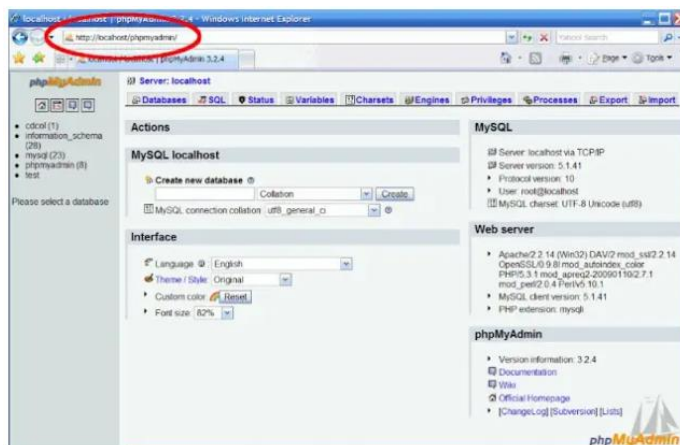 localhost / localhost | phpMyAdmin 3.2.4 - Windows Internet Explorer
http://localhost/phpmyadmin/
Yahoo! Search
localhost / localhost | phpMyAdmin 3.2.4
Page
Tools
phpMyAdmin
Server: localhost
Databases SQL Status Variables Charsets Engines Privileges Processes Export Import
cdcol (1)
information_schema
(28)
mysql (23)
phpmyadmin (8)
test
Please select a database
Actions
MySQL localhost
Create new database
Collation Create
MySQL connection collation: utf8_general_ci
Interface
Language English
Theme / Style: Original
Custom color: Reset
Font size: 82%
MySQL
Server: localhost via TCP/IP
Server version: 5.1.41
Protocol version: 10
User: root@localhost
MySQL charset: UTF-8 Unicode (utf8)
Web server
Apache/2.2.14 (Win32) DAV/2 mod_ssl/2.2.14
OpenSSL/0.9.8l mod_autoindex_color
PHP/5.3.1 mod_apreq2-20090110/2.7.1
mod_perl/2.0.4 Perl/v5.10.1
MySQL client version: 5.1.41
PHP extension: mysqli
phpMyAdmin
Version information: 3.2.4
Documentation
Wiki
Official Homepage
[ChangeLog] [Subversion] [Lists]
phpMyAdmin